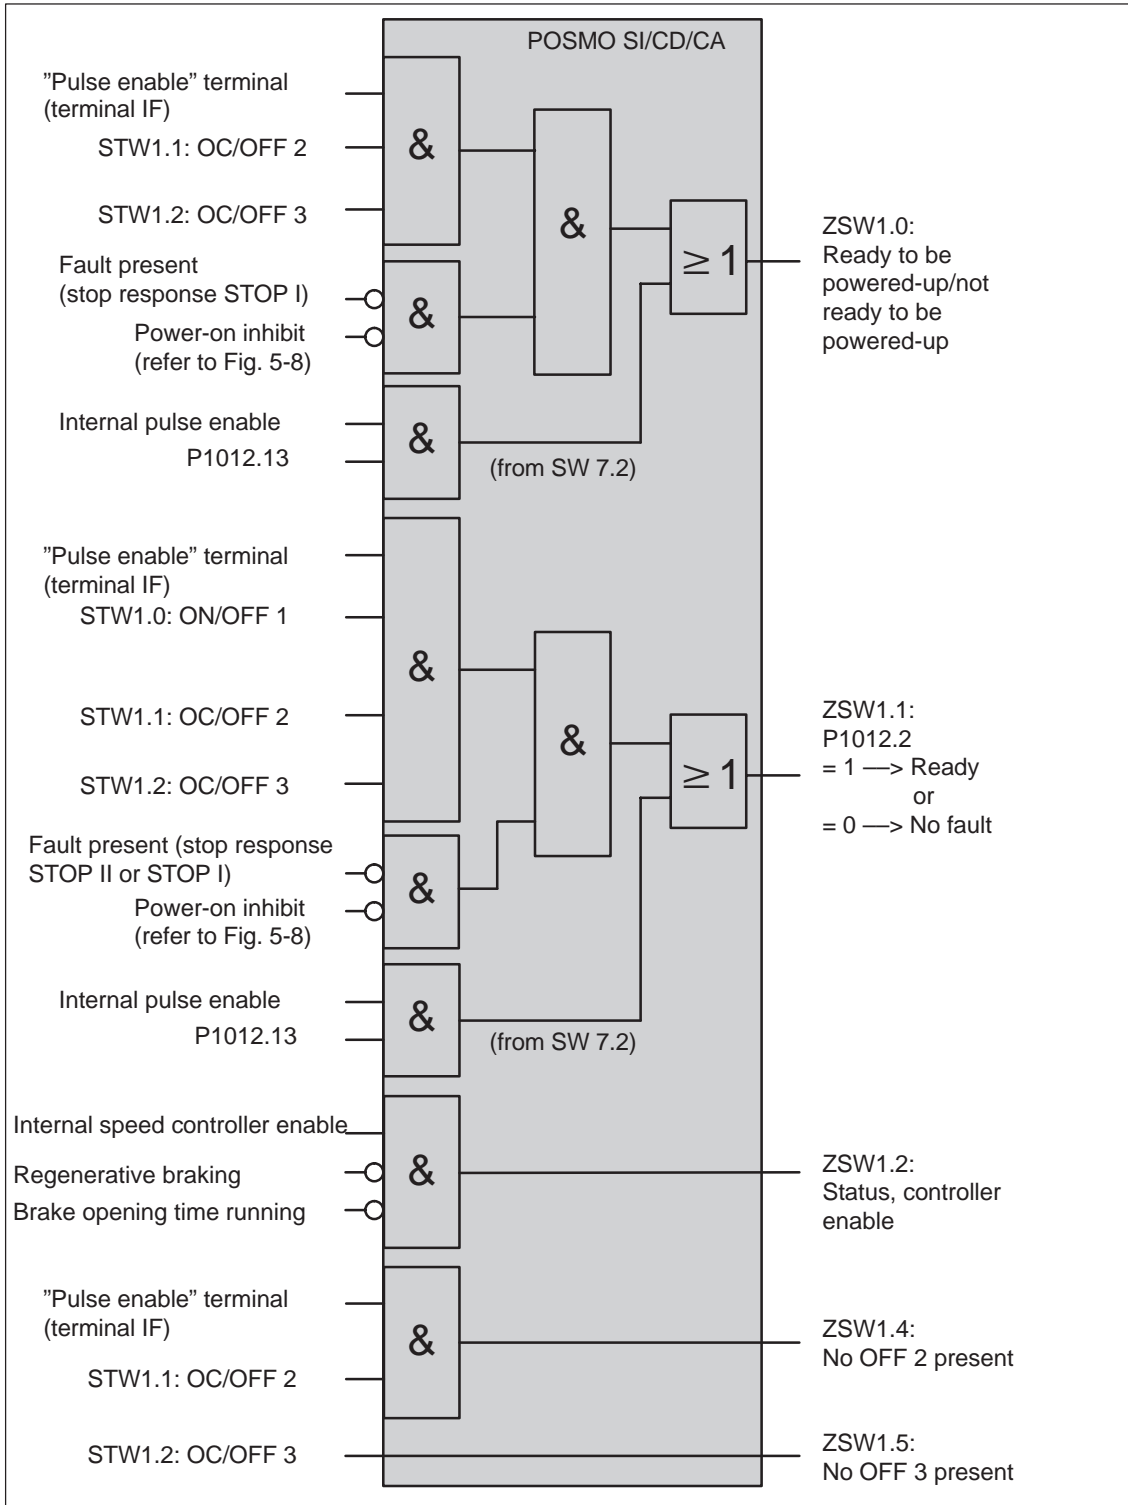 POSMO SI/CD/CA
”Pulse enable” terminal
(terminal IF)
STW1.1: OC/OFF 2
STW1.2: OC/OFF 3
&
Fault present
(stop response STOP I)
Power-on inhibit
(refer to Fig. 5-8)
&
&
≥ 1
ZSW1.0:
Ready to be
powered-up/not
ready to be
powered-up
Internal pulse enable
P1012.13
&
(from SW 7.2)
”Pulse enable” terminal
(terminal IF)
STW1.0: ON/OFF 1
STW1.1: OC/OFF 2
STW1.2: OC/OFF 3
&
Fault present (stop response
STOP II or STOP I)
Power-on inhibit
(refer to Fig. 5-8)
&
&
≥ 1
ZSW1.1:
P1012.2
= 1 —> Ready
or
= 0 —> No fault
Internal pulse enable
P1012.13
&
(from SW 7.2)
Internal speed controller enable
Regenerative braking
Brake opening time running
&
ZSW1.2:
Status, controller
enable
”Pulse enable” terminal
(terminal IF)
STW1.1: OC/OFF 2
&
ZSW1.4:
No OFF 2 present
STW1.2: OC/OFF 3
ZSW1.5:
No OFF 3 present